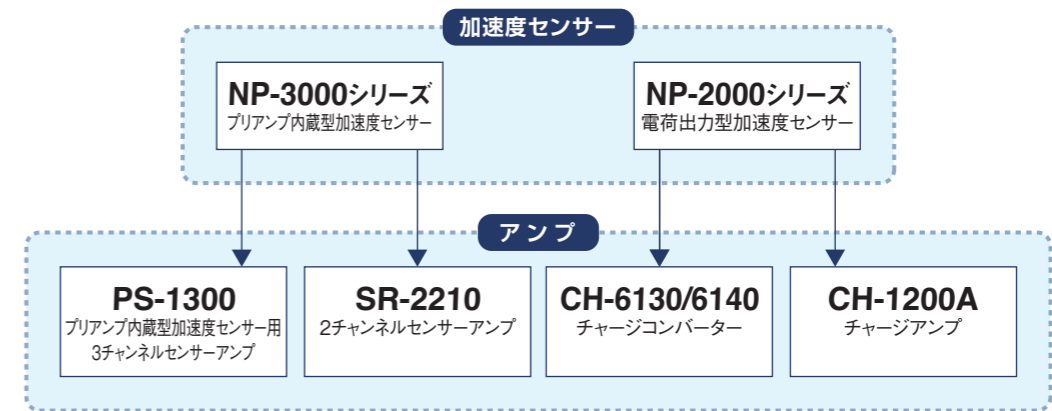 加速度センサー
NP-3000シリーズ
プリアンプ内蔵型加速度センサー
NP-2000シリーズ
電荷出力型加速度センサー
アンプ
PS-1300
プリアンプ内蔵型加速度センサー用
3チャンネルセンサーアンプ
SR-2210
2チャンネルセンサーアンプ
CH-6130/6140
チャージコンバーター
CH-1200A
チャージアンプ